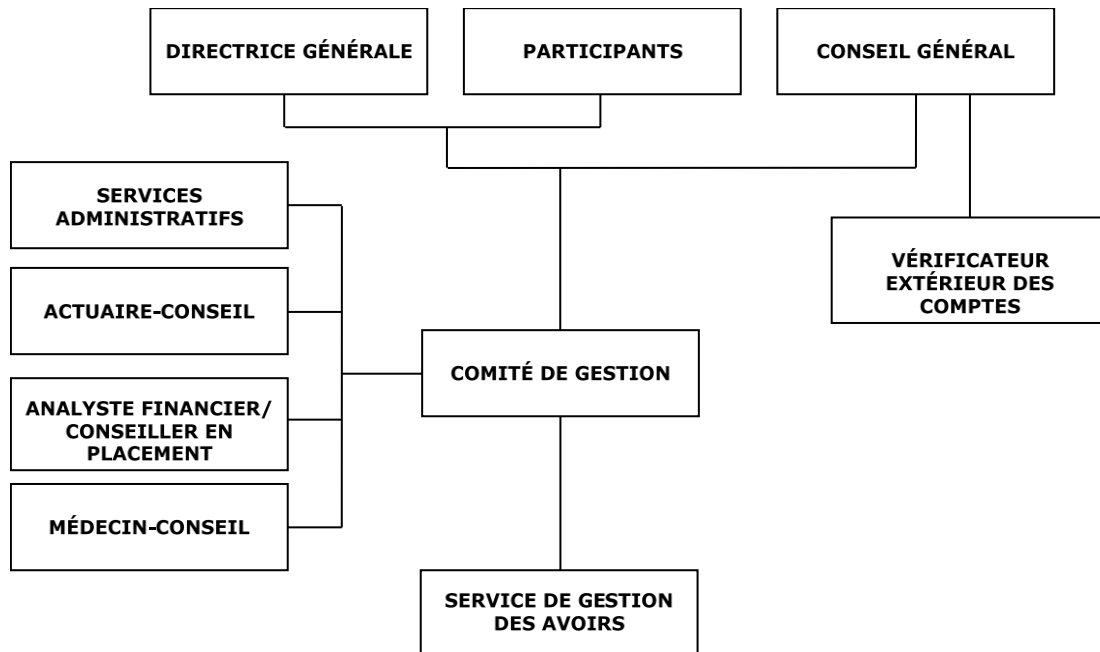 DIRECTRICE GÉNÉRALE
PARTICIPANTS
CONSEIL GÉNÉRAL
SERVICES
ADMINISTRATIFS
VÉRIFICATEUR
EXTÉRIEUR DES
COMPTES
ACTUAIRE-CONSEIL
COMITÉ DE GESTION
ANALYSTE FINANCIER/
CONSEILLER EN
PLACEMENT
MÉDECIN-CONSEIL
SERVICE DE GESTION
DES AVOIRS